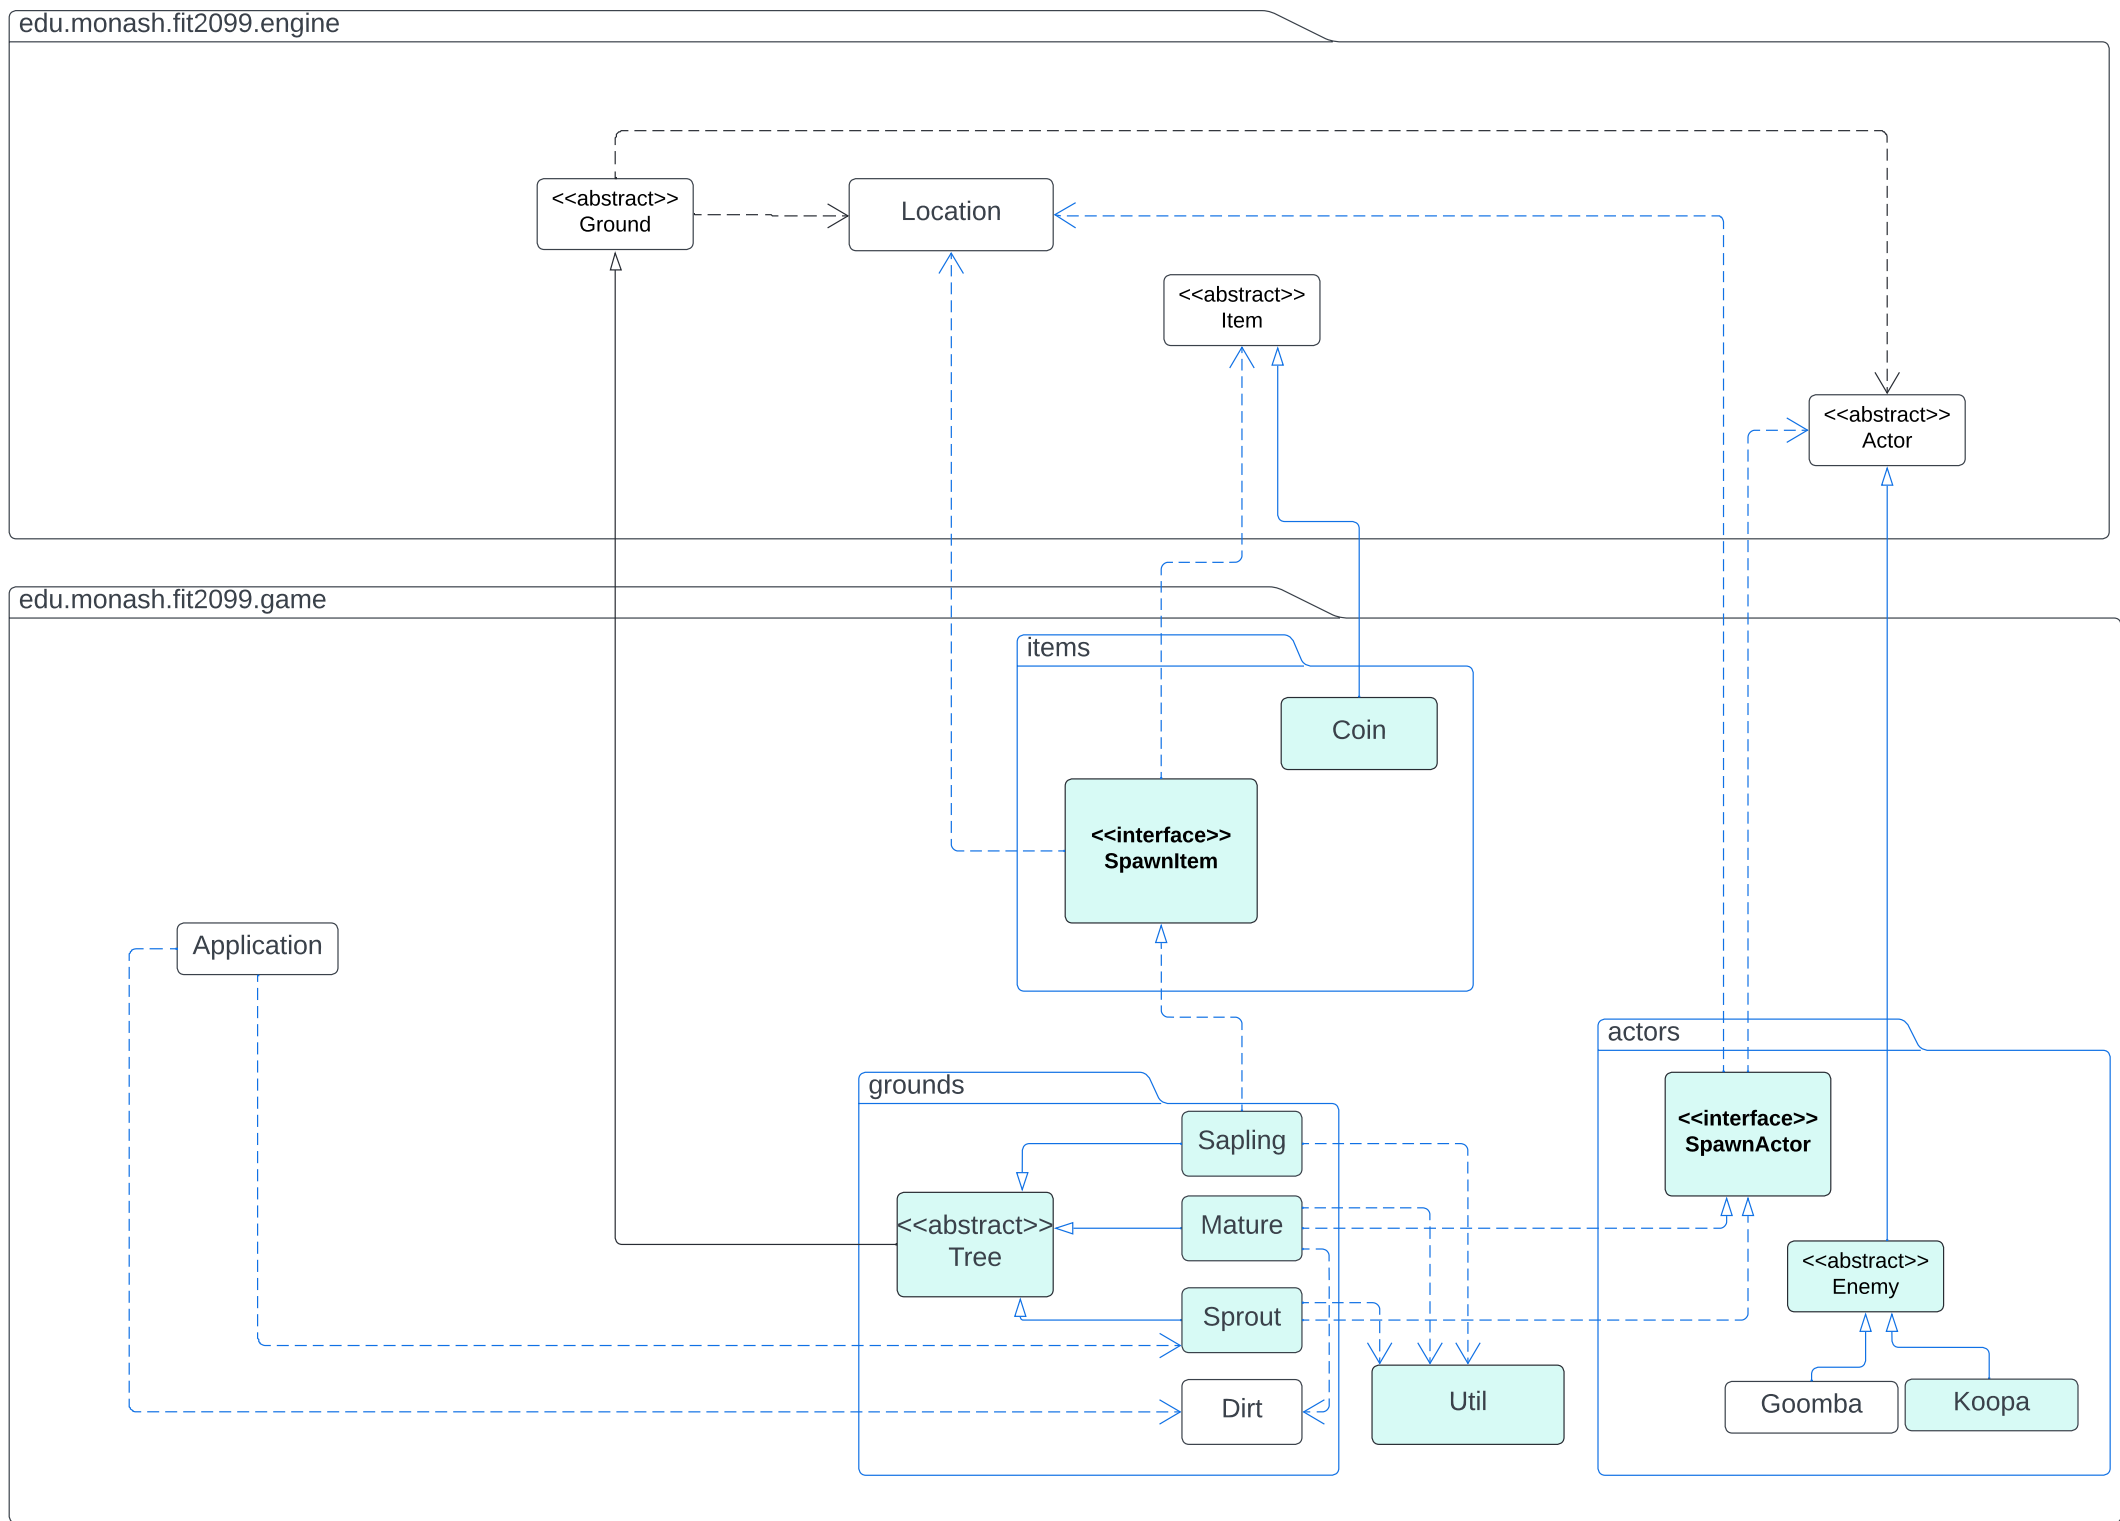 edu.monash.fit2099.engine
<<abstract>>
Ground
Location
<<abstract>>
Item
<<abstract>>
Actor
edu.monash.fit2099.game
items
Coin
<<interface>>
SpawnItem
Application
actors
grounds
<<interface>>
SpawnActor
Sapling
Mature
<<abstract>>
Tree
<<abstract>>
Enemy
Sprout
Dirt
Util
Goomba
Koopa